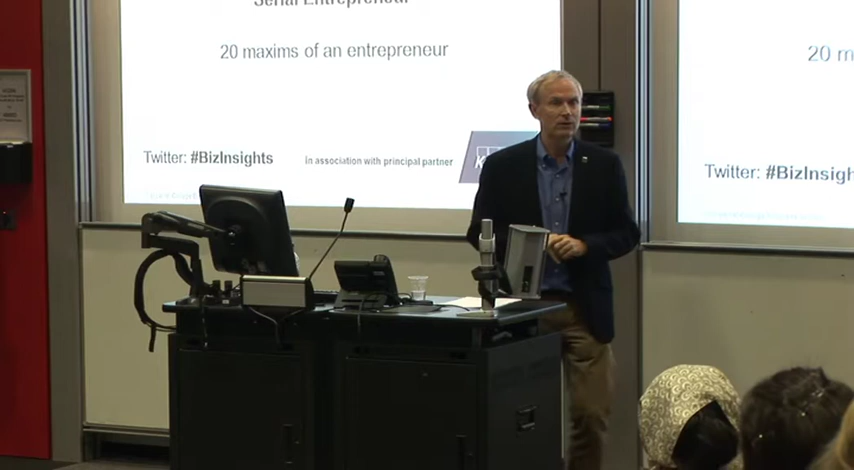 Serial Entrepreneur
20 maxims of an entrepreneur
Twitter: #BizInsights
in association with principal partner
K
20 m
Twitter: #BizInsigh